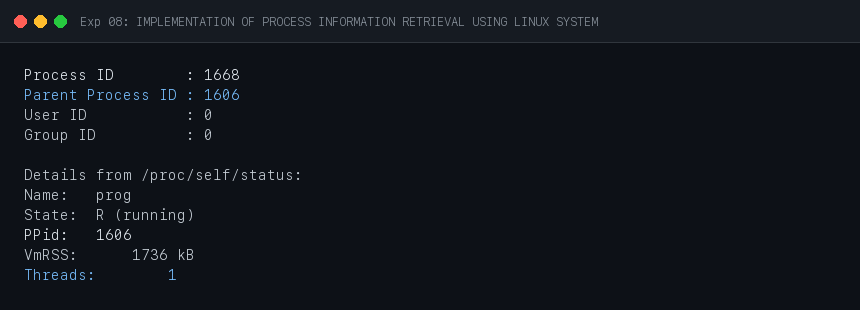 Exp 08: IMPLEMENTATION OF PROCESS INFORMATION RETRIEVAL USING LINUX SYSTEM
Process ID        : 1668
Parent Process ID : 1606
User ID           : 0
Group ID          : 0
Details from /proc/self/status:
Name:   prog
State:  R (running)
PPid:   1606
VmRSS:      1736 kB
Threads:        1